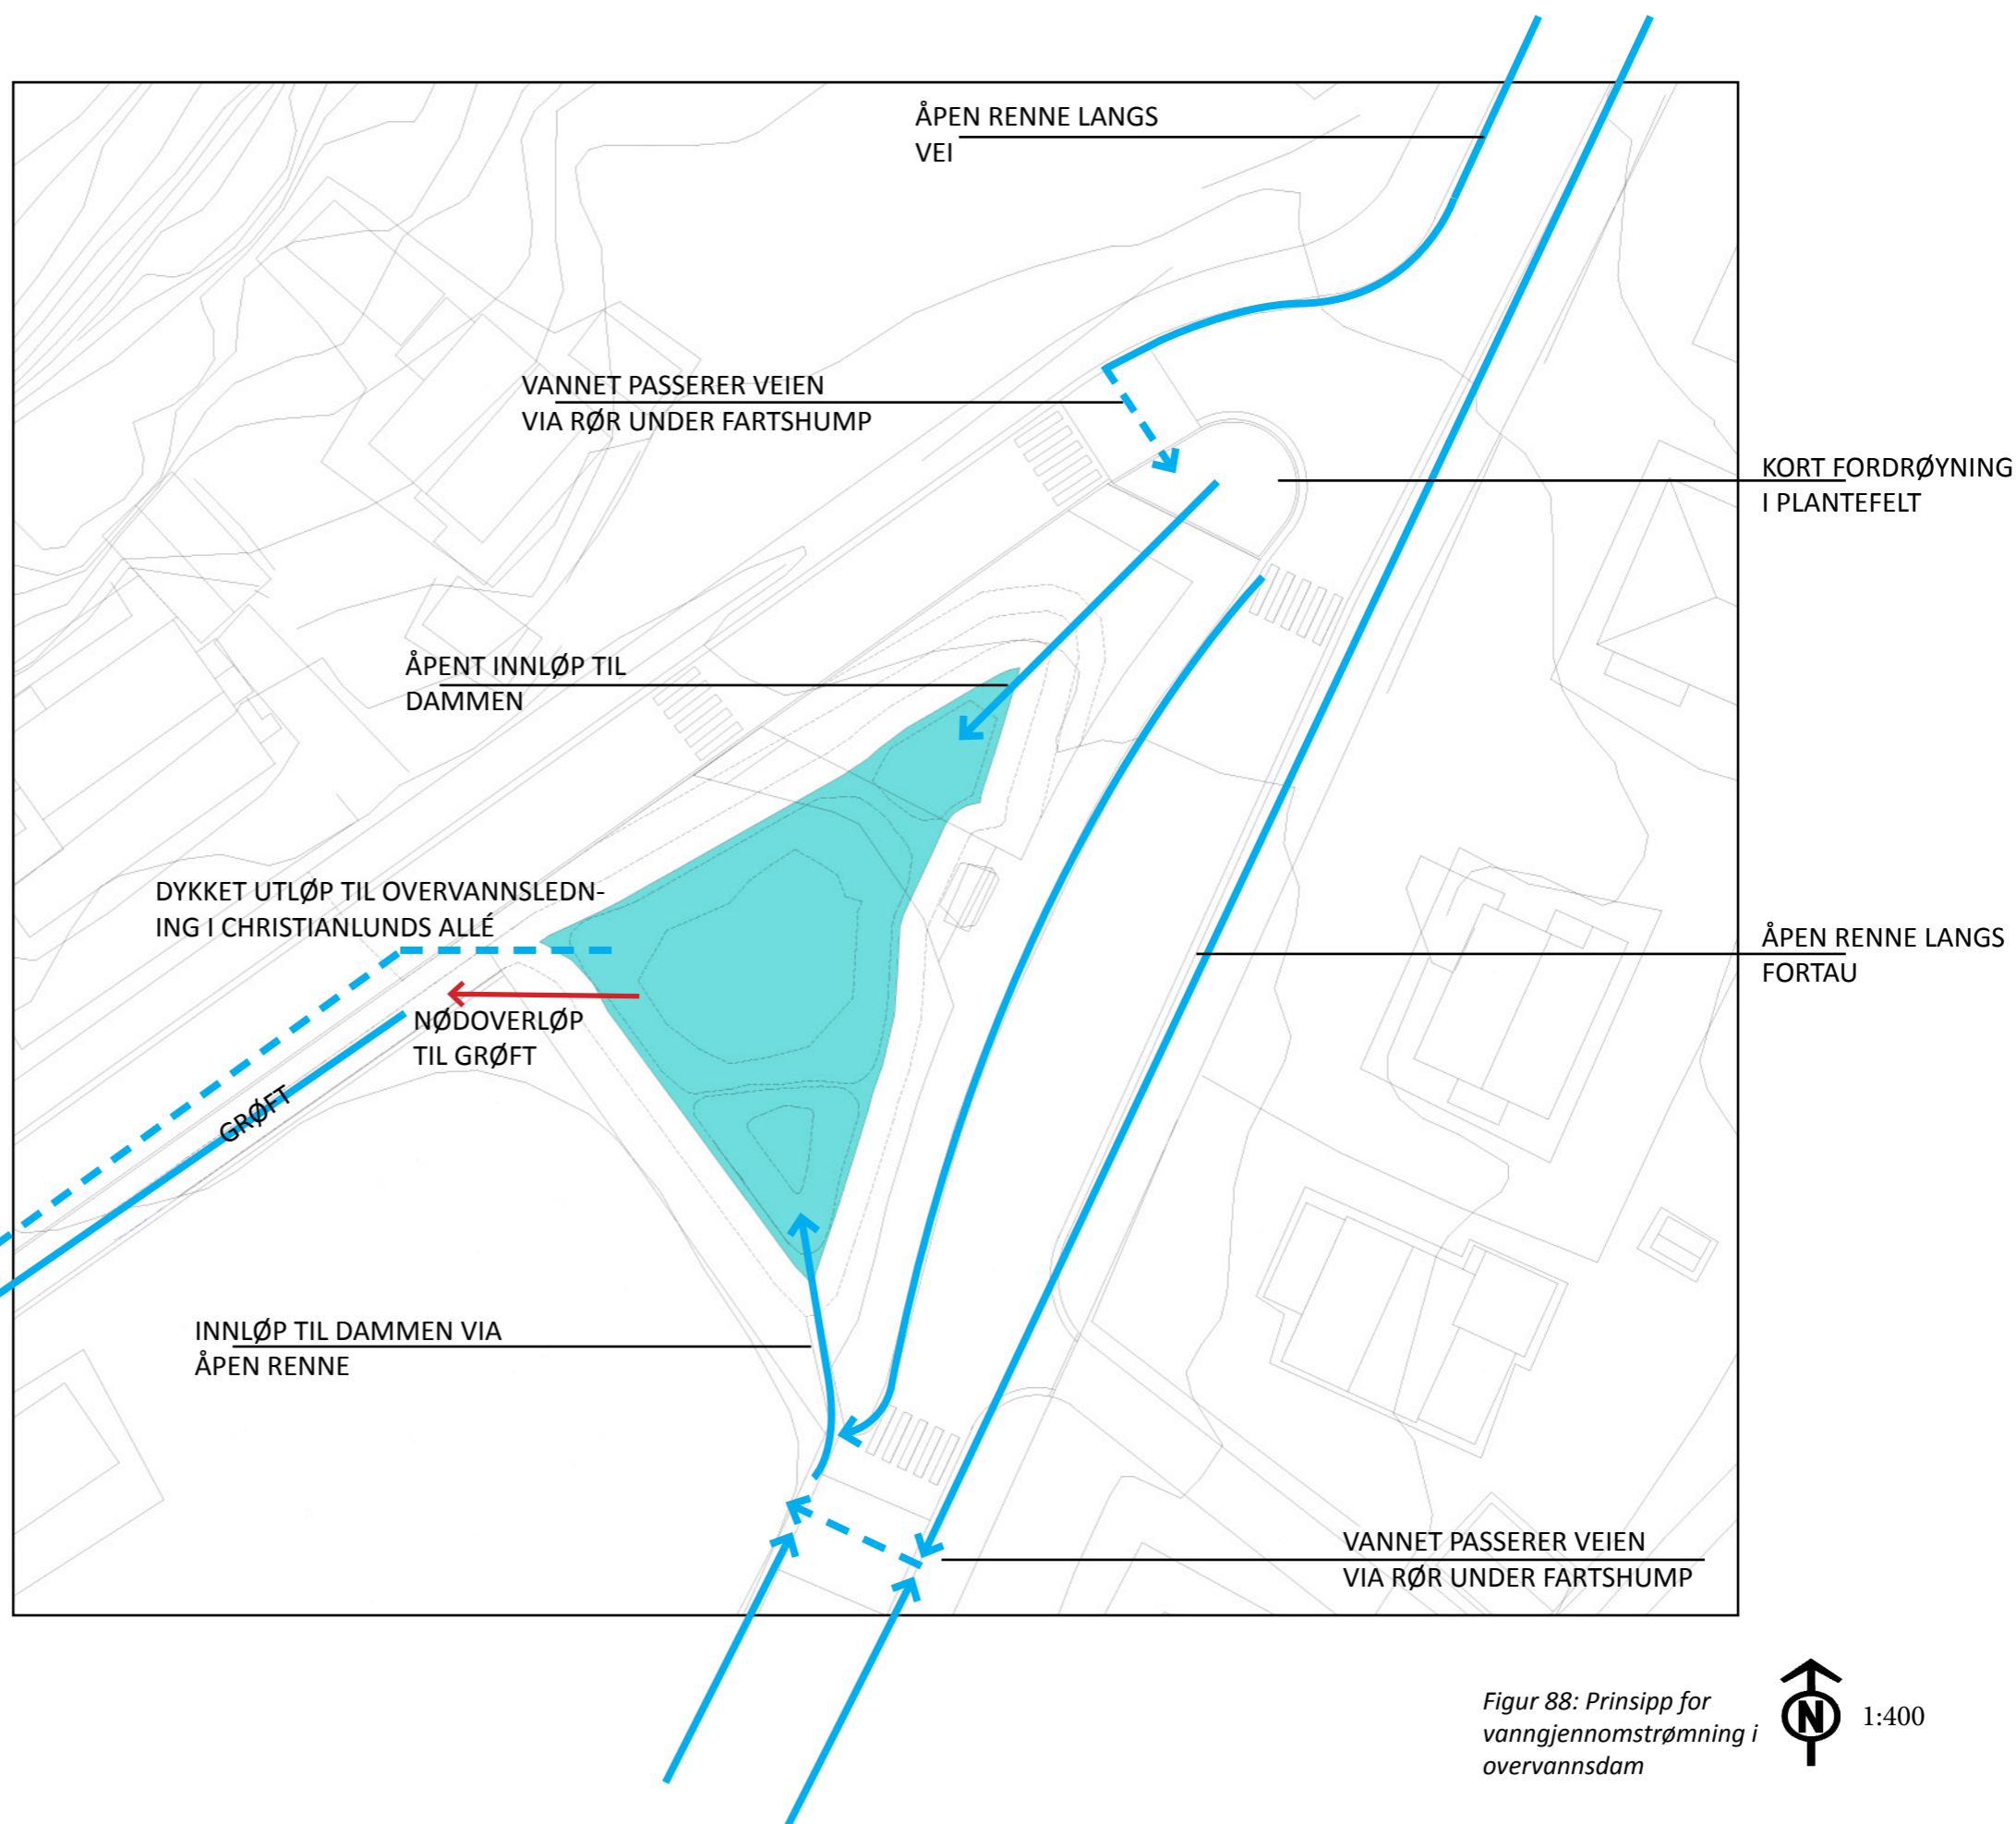 ÅPEN RENNE LANGS
VEI
VANNET PASSERER VEIEN
VIA RØR UNDER FARTSHUMP
KORT FORDRØYNING
I PLANTEFELT
ÅPENT INNLØP TIL
DAMMEN
DYKKET UTLØP TIL OVERVANNSLEDN-
ING I CHRISTIANLUNDS ALLÉ
ÅPEN RENNE LANGS
FORTAU
NØDOVERLØP
TIL GRØFT
GRØFT
INNLØP TIL DAMMEN VIA
ÅPEN RENNE
VANNET PASSERER VEIEN
VIA RØR UNDER FARTSHUMP
Figur 88: Prinsipp for
vanngjennomstrømning i
overvannsdam
N
1:400